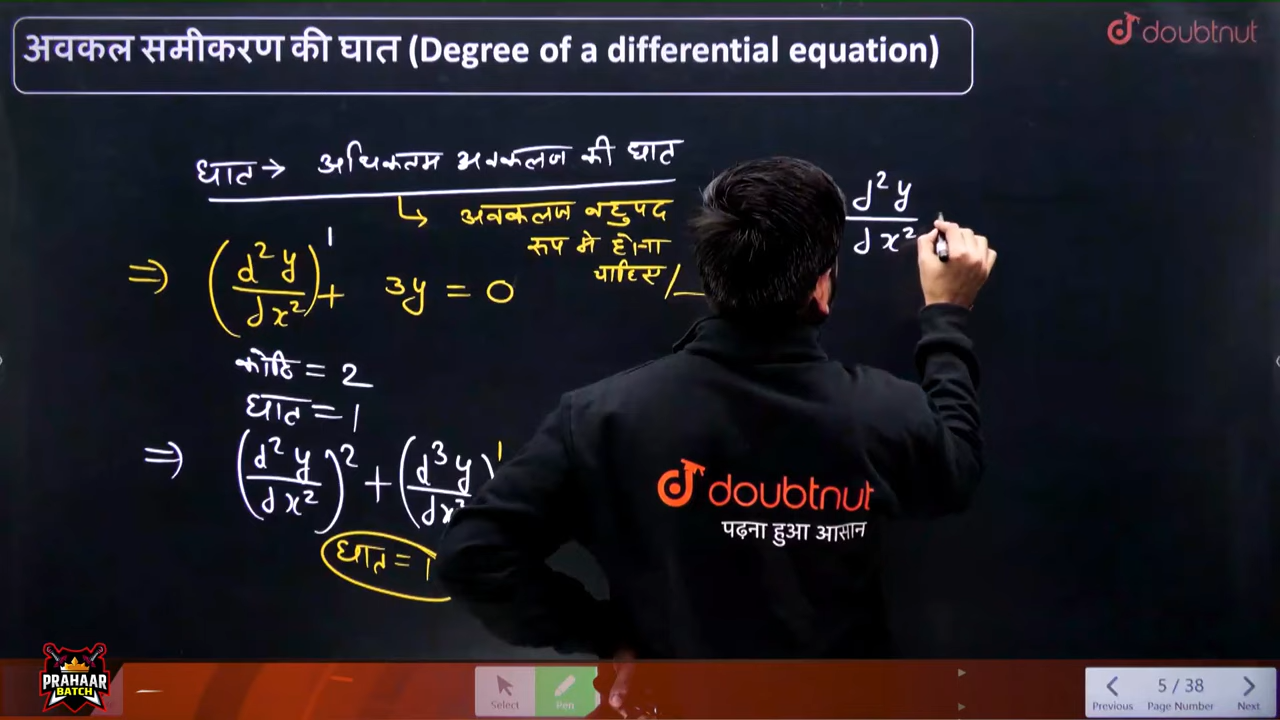 अवकल समीकरण की घात (Degree of a differential equation)
doubtnut
घात → अधिकतम अवकलज की घात
↳ अवकलज बहुपद
रूप मे होना
चाहिए /
⇒ (d²y/dx²)¹ + 3y = 0
कोटि = 2
घात = 1
⇒ (d²y/dx²)² + (d³y/dx
घात = 1
d²y/dx²
doubtnut
पढ़ना हुआ आसान
PRAHAAR
BATCH
Select
Pen
5 / 38
Previous Page Number Next